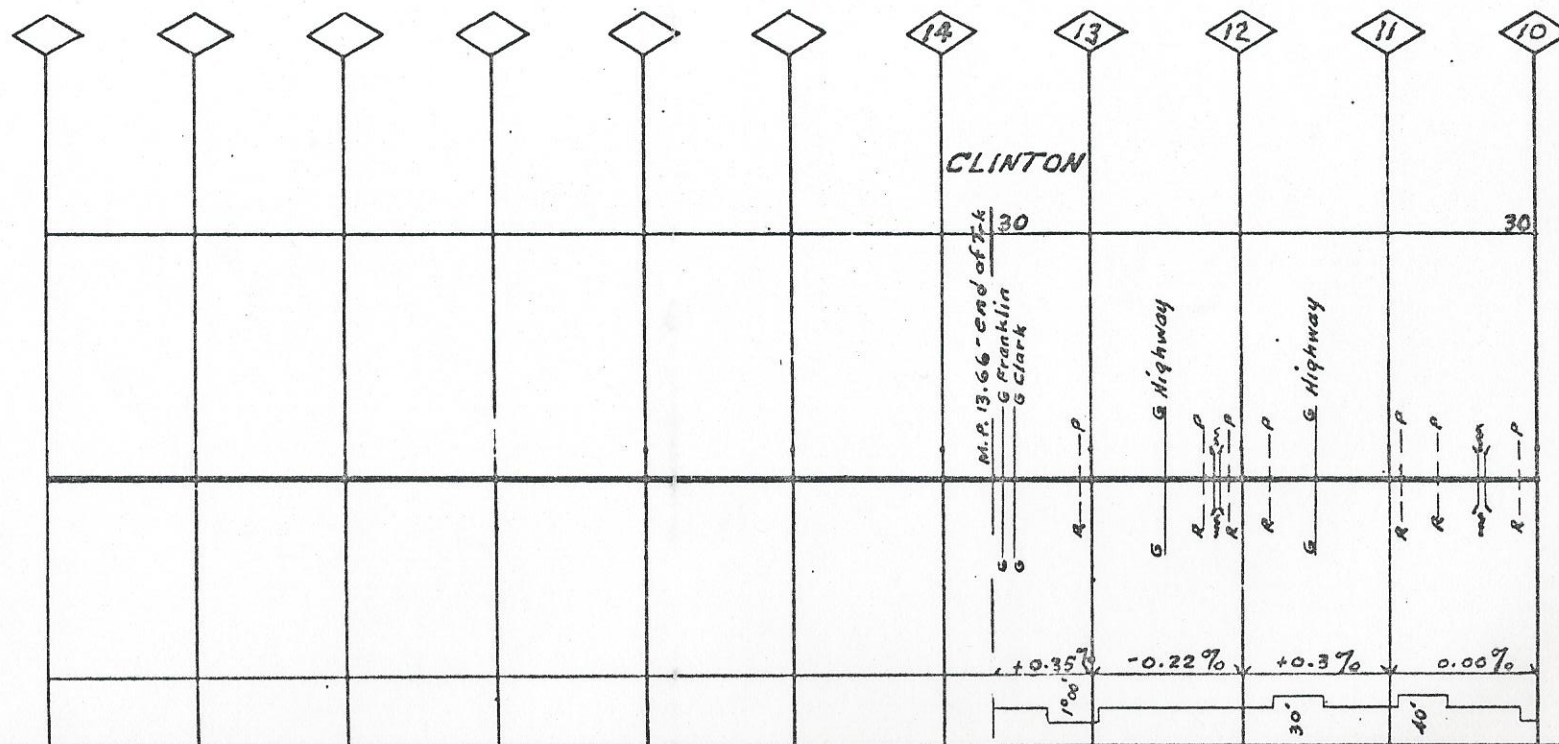 14 13 12 11 10
CLINTON
30 30
M.P. 13.66 - end of Trk
G Franklin G
G Clark G
R P
G Highway G
R P
R P
R P
G Highway G
R P
R P
R P
+0.35% -0.22% +0.3% 0.00%
1°00'
30'
40'